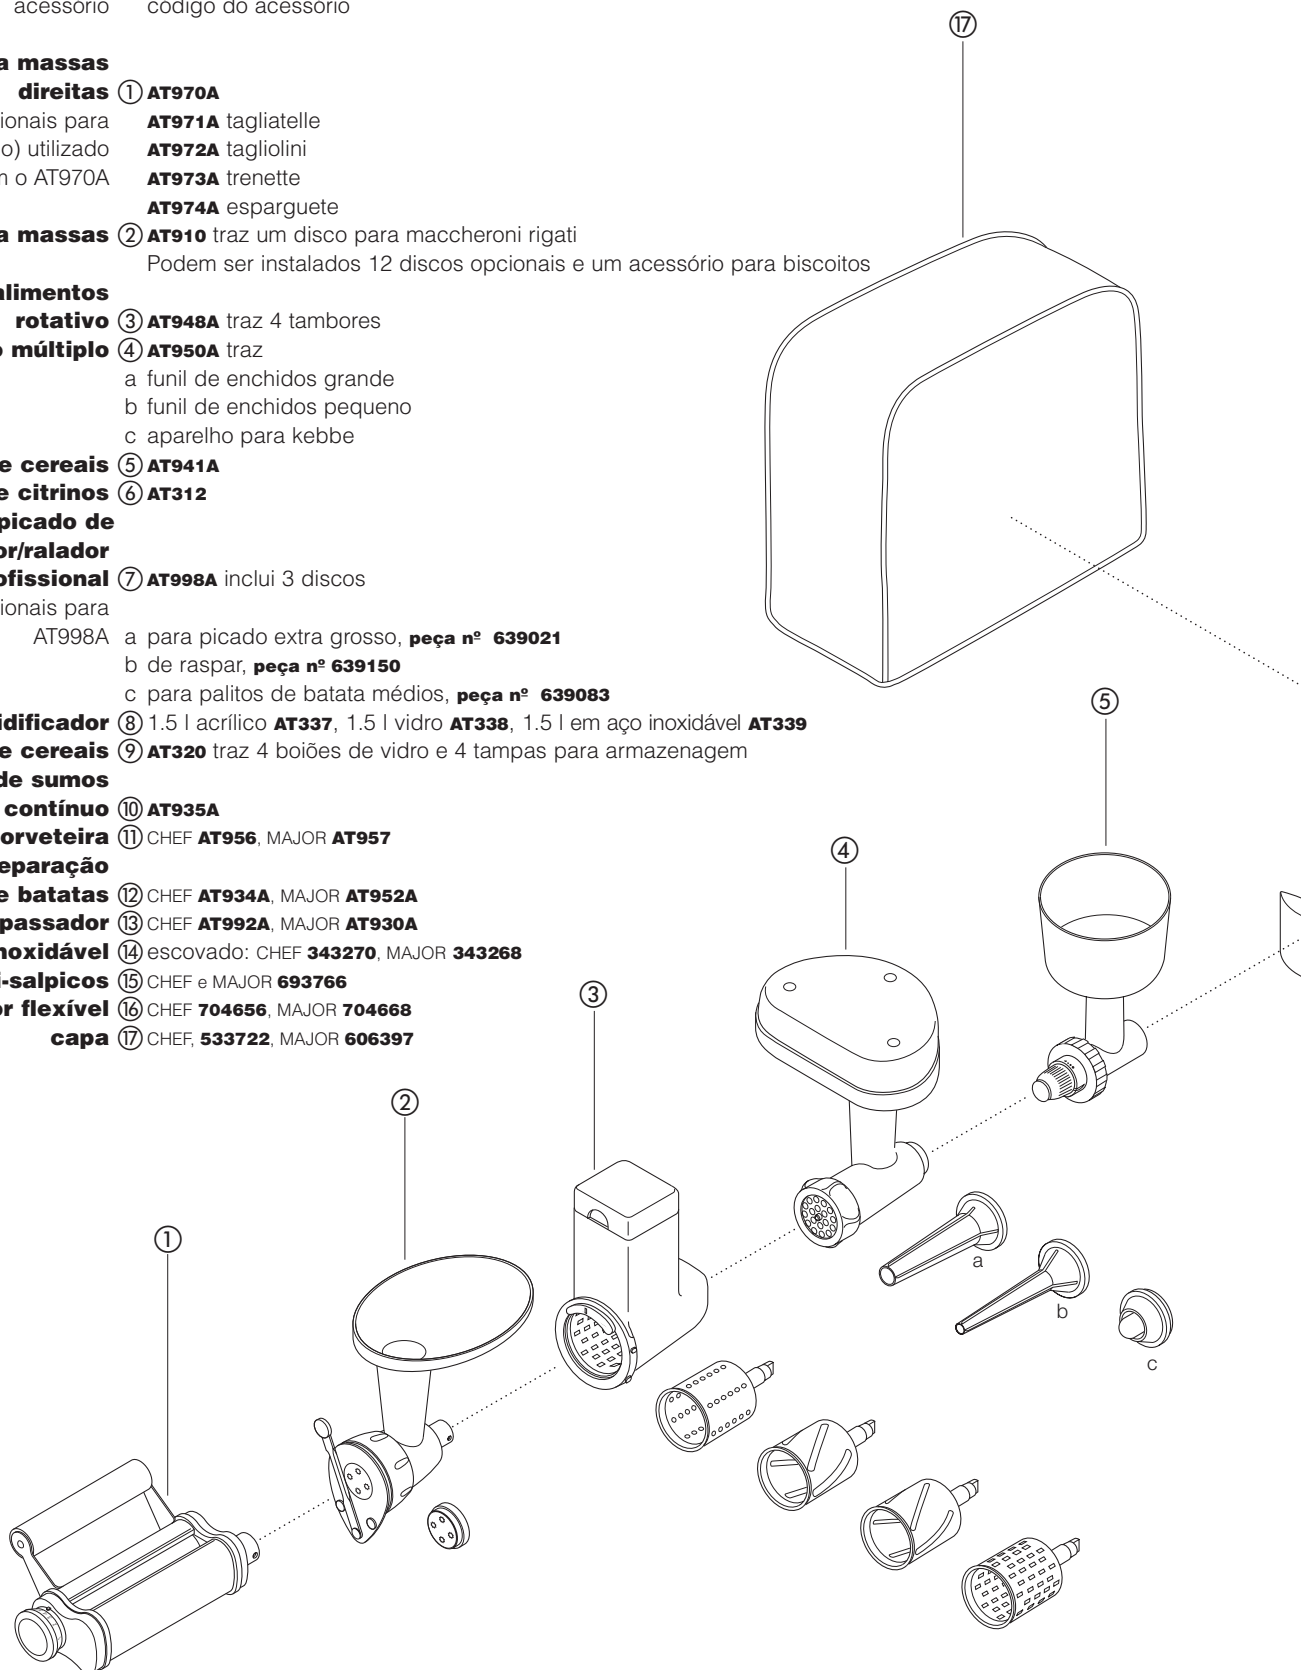 acessório código do acessório
a massas
direitas ① AT970A
ionais para AT971A tagliatelle
o) utilizado AT972A tagliolini
m o AT970A AT973A trenette
AT974A esparguete
a massas ② AT910 traz um disco para maccheroni rigati
Podem ser instalados 12 discos opcionais e um acessório para biscoitos
alimentos
rotativo ③ AT948A traz 4 tambores
o múltiplo ④ AT950A traz
a funil de enchidos grande
b funil de enchidos pequeno
c aparelho para kebbe
e cereais ⑤ AT941A
e citrinos ⑥ AT312
picado de
or/ralador
ofissional ⑦ AT998A inclui 3 discos
ionais para
AT998A a para picado extra grosso, peça nº 639021
b de raspar, peça nº 639150
c para palitos de batata médios, peça nº 639083
idificador ⑧ 1.5 l acrílico AT337, 1.5 l vidro AT338, 1.5 l em aço inoxidável AT339
e cereais ⑨ AT320 traz 4 boiões de vidro e 4 tampas para armazenagem
de sumos
contínuo ⑩ AT935A
orveteira ⑪ CHEF AT956, MAJOR AT957
eparação
e batatas ⑫ CHEF AT934A, MAJOR AT952A
passador ⑬ CHEF AT992A, MAJOR AT930A
noxidável ⑭ escovado: CHEF 343270, MAJOR 343268
i-salpicos ⑮ CHEF e MAJOR 693766
or flexível ⑯ CHEF 704656, MAJOR 704668
capa ⑰ CHEF, 533722, MAJOR 606397
⑰
⑤
④
③
②
①
a
b
c